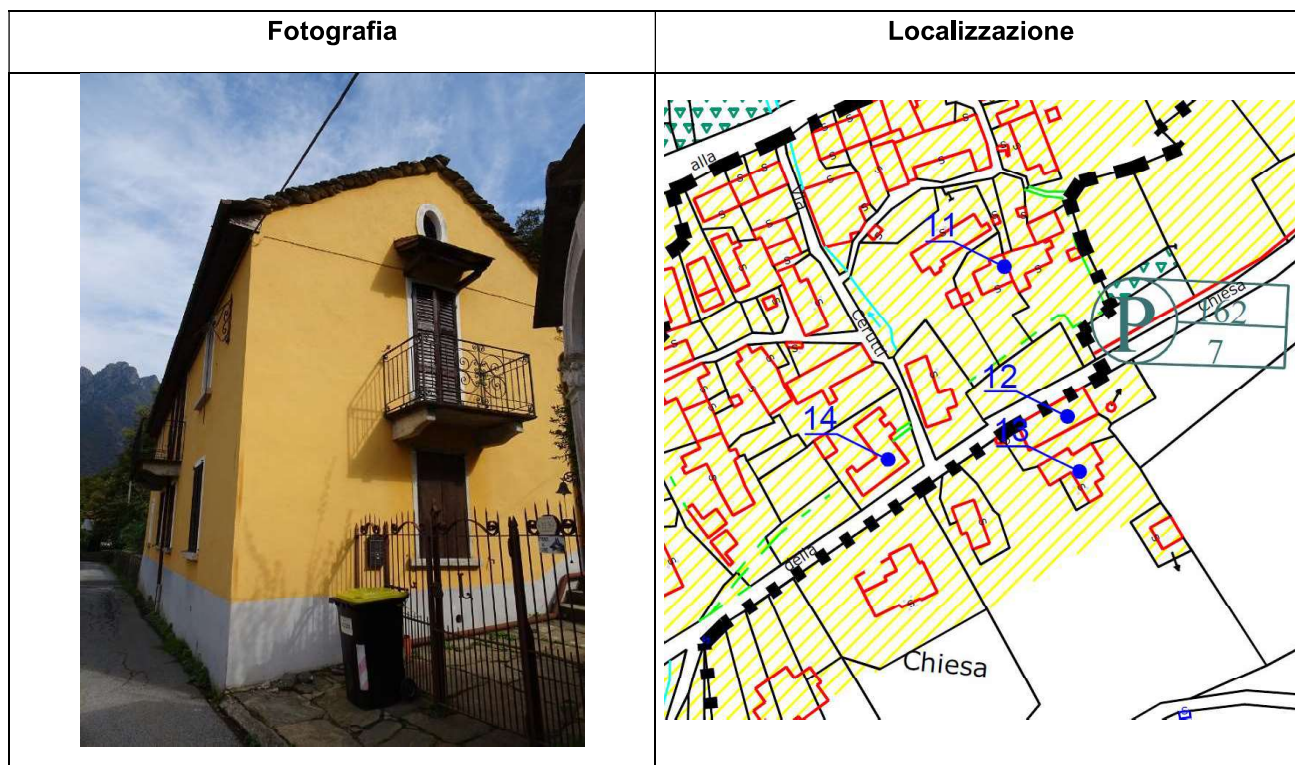 Fotografia
Localizzazione
alla
Via
11
Chiesa
P
162
7
Cerutti
12
14
13
della
Chiesa